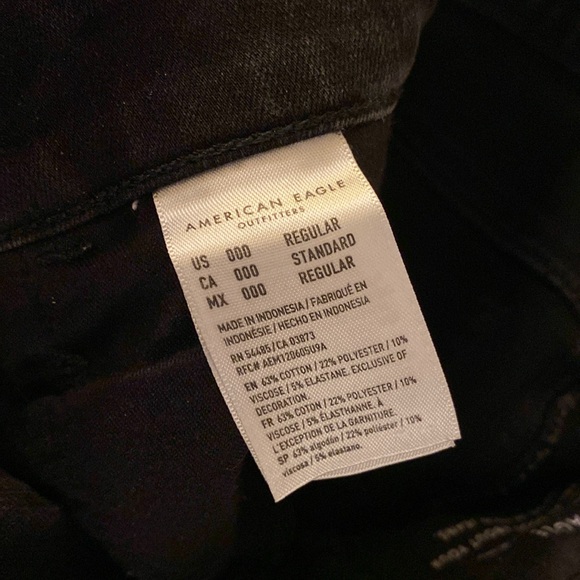 AMERICAN EAGLE
OUTFITTERS
US 000 REGULAR
CA 000 STANDARD
MX 000 REGULAR
MADE IN INDONESIA / FABRIQUÉ EN
INDONÉSIE / HECHO EN INDONESIA
RN 54485 / CA 03873
RFC# AEM120605U9A
EN 63% COTTON / 22% POLYESTER / 10%
VISCOSE / 5% ELASTANE. EXCLUSIVE OF
DECORATION.
FR 63% COTON / 22% POLYESTER / 10%
VISCOSE / 5% ÉLASTHANNE. À
L'EXCEPTION DE LA GARNITURE.
SP 63% algodón / 22% poliéster / 10%
viscosa / 5% elastano.